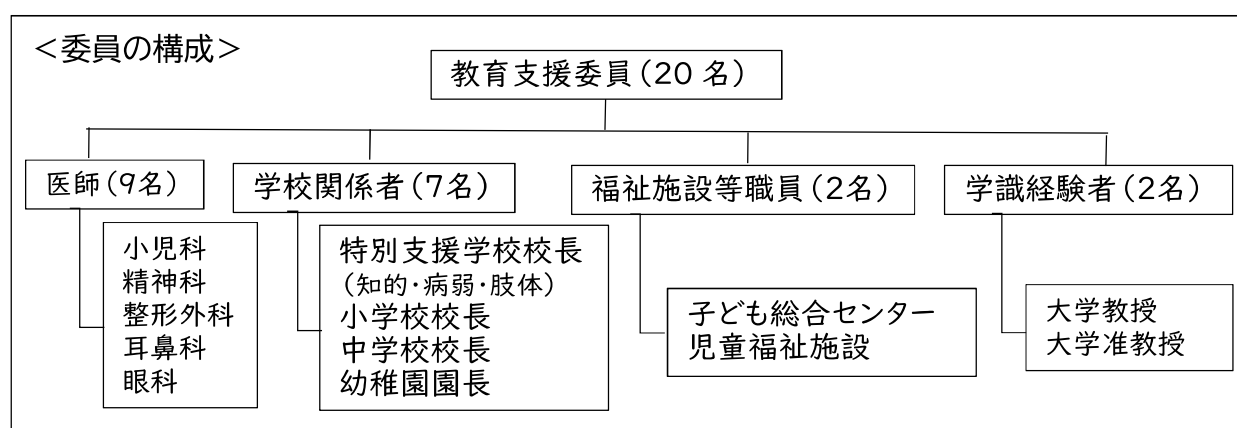 ＜委員の構成＞
教育支援委員（20 名）
医師（9名）
学校関係者（7名）
福祉施設等職員（2名）
学識経験者（2名）
小児科
精神科
整形外科
耳鼻科
眼科
特別支援学校校長
（知的・病弱・肢体）
小学校校長
中学校校長
幼稚園園長
子ども総合センター
児童福祉施設
大学教授
大学准教授